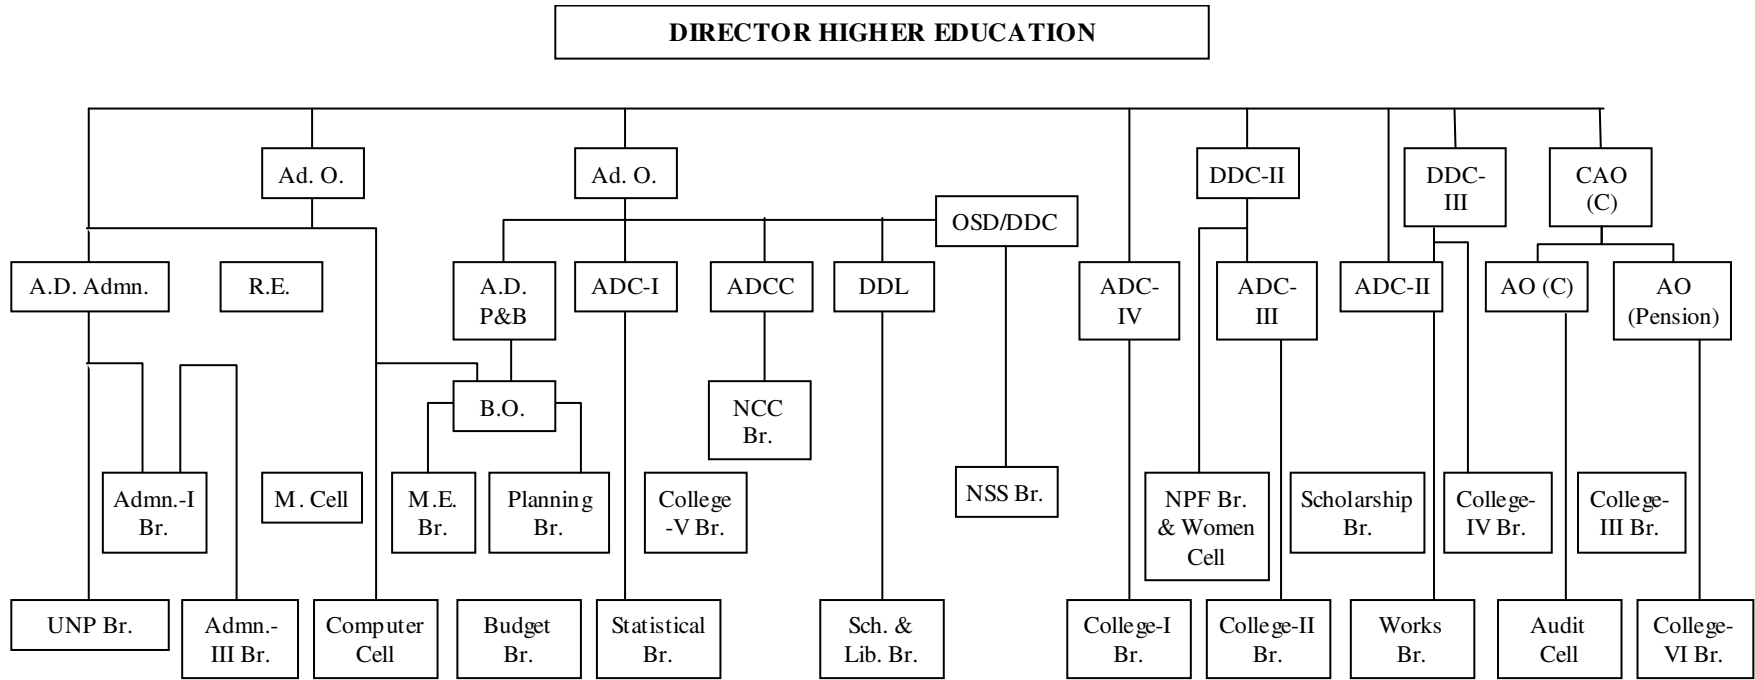 DIRECTOR HIGHER EDUCATION
Ad. O.
Ad. O.
DDC-II
DDC-
III
CAO
(C)
OSD/DDC
A.D. Admn.
R.E.
A.D.
P&B
ADC-I
ADCC
DDL
ADC-
IV
ADC-
III
ADC-II
AO (C)
AO
(Pension)
B.O.
NCC
Br.
Admn.-I
Br.
M. Cell
M.E.
Br.
Planning
Br.
College
-V Br.
NSS Br.
NPF Br.
& Women
Cell
Scholarship
Br.
College-
IV Br.
College-
III Br.
UNP Br.
Admn.-
III Br.
Computer
Cell
Budget
Br.
Statistical
Br.
Sch. &
Lib. Br.
College-I
Br.
College-II
Br.
Works
Br.
Audit
Cell
College-
VI Br.